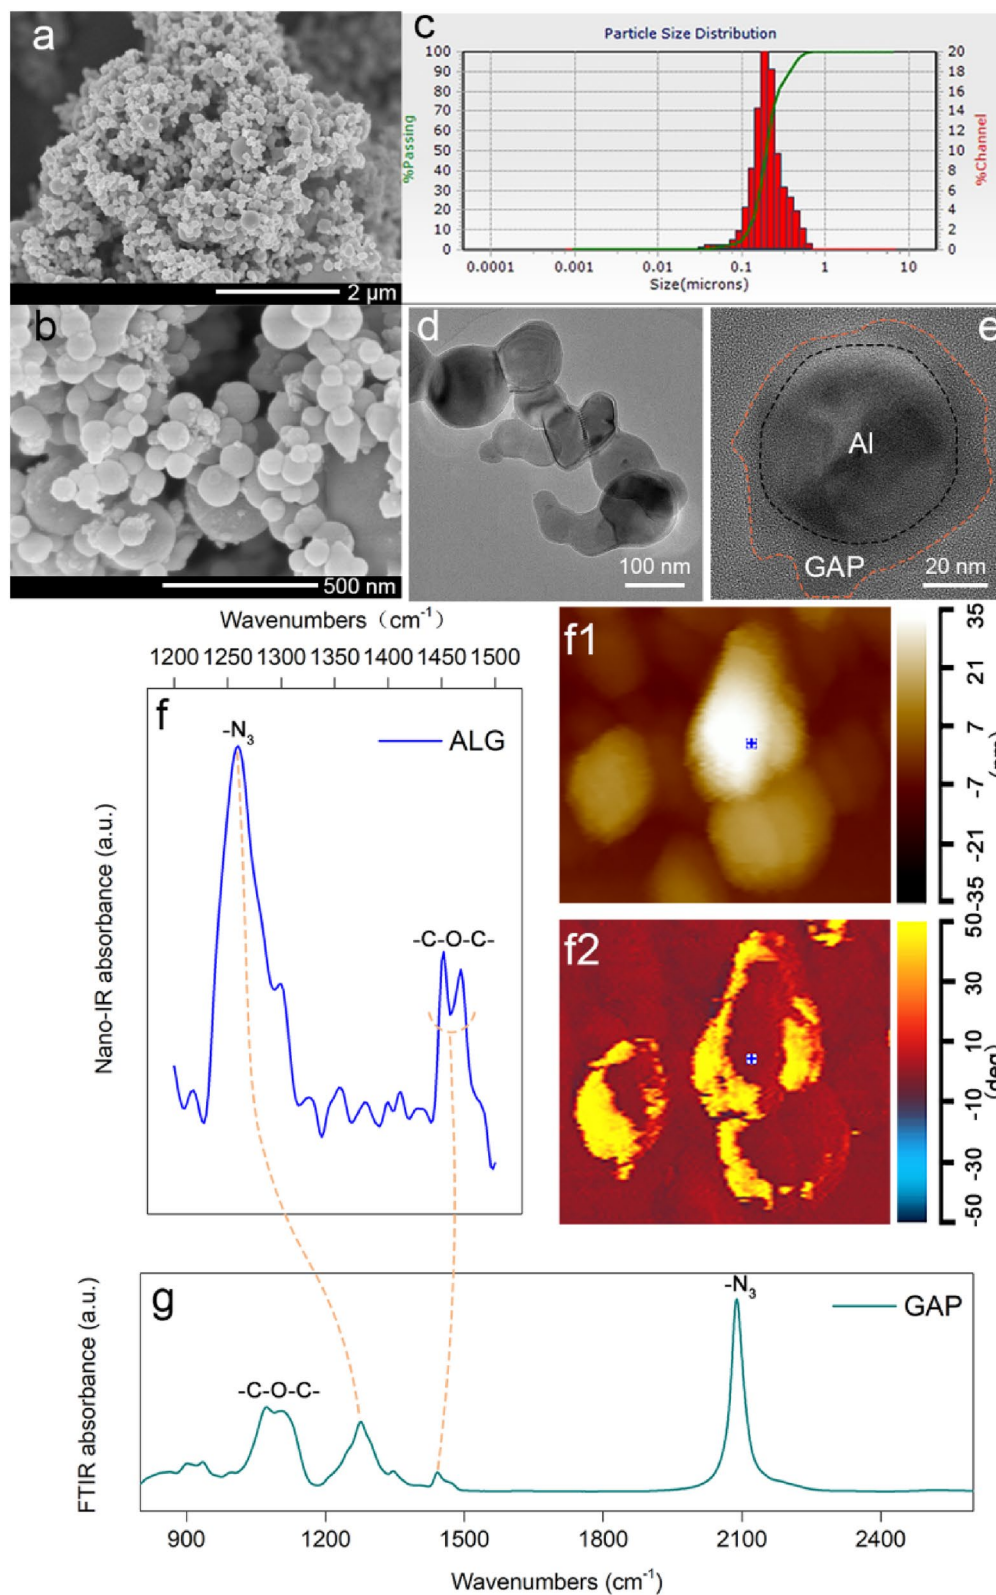 a
2 μm
b
500 nm
c
Particle Size Distribution
%Passing
100
90
80
70
60
50
40
30
20
10
0
20
18
16
14
12
10
8
6
4
2
0
%Channel
0.0001
0.001
0.01
0.1
1
10
Size(microns)
d
100 nm
e
Al
GAP
20 nm
Wavenumbers（cm-1）
1200 1250 1300 1350 1400 1450 1500
f
-N3
ALG
-C-O-C-
Nano-IR absorbance (a.u.)
f1
35
21
7
-7
-21
-35
(nm)
f2
50
30
10
-10
-30
-50
(deg)
g
-N3
GAP
-C-O-C-
FTIR absorbance (a.u.)
900 1200 1500 1800 2100 2400
Wavenumbers (cm-1)